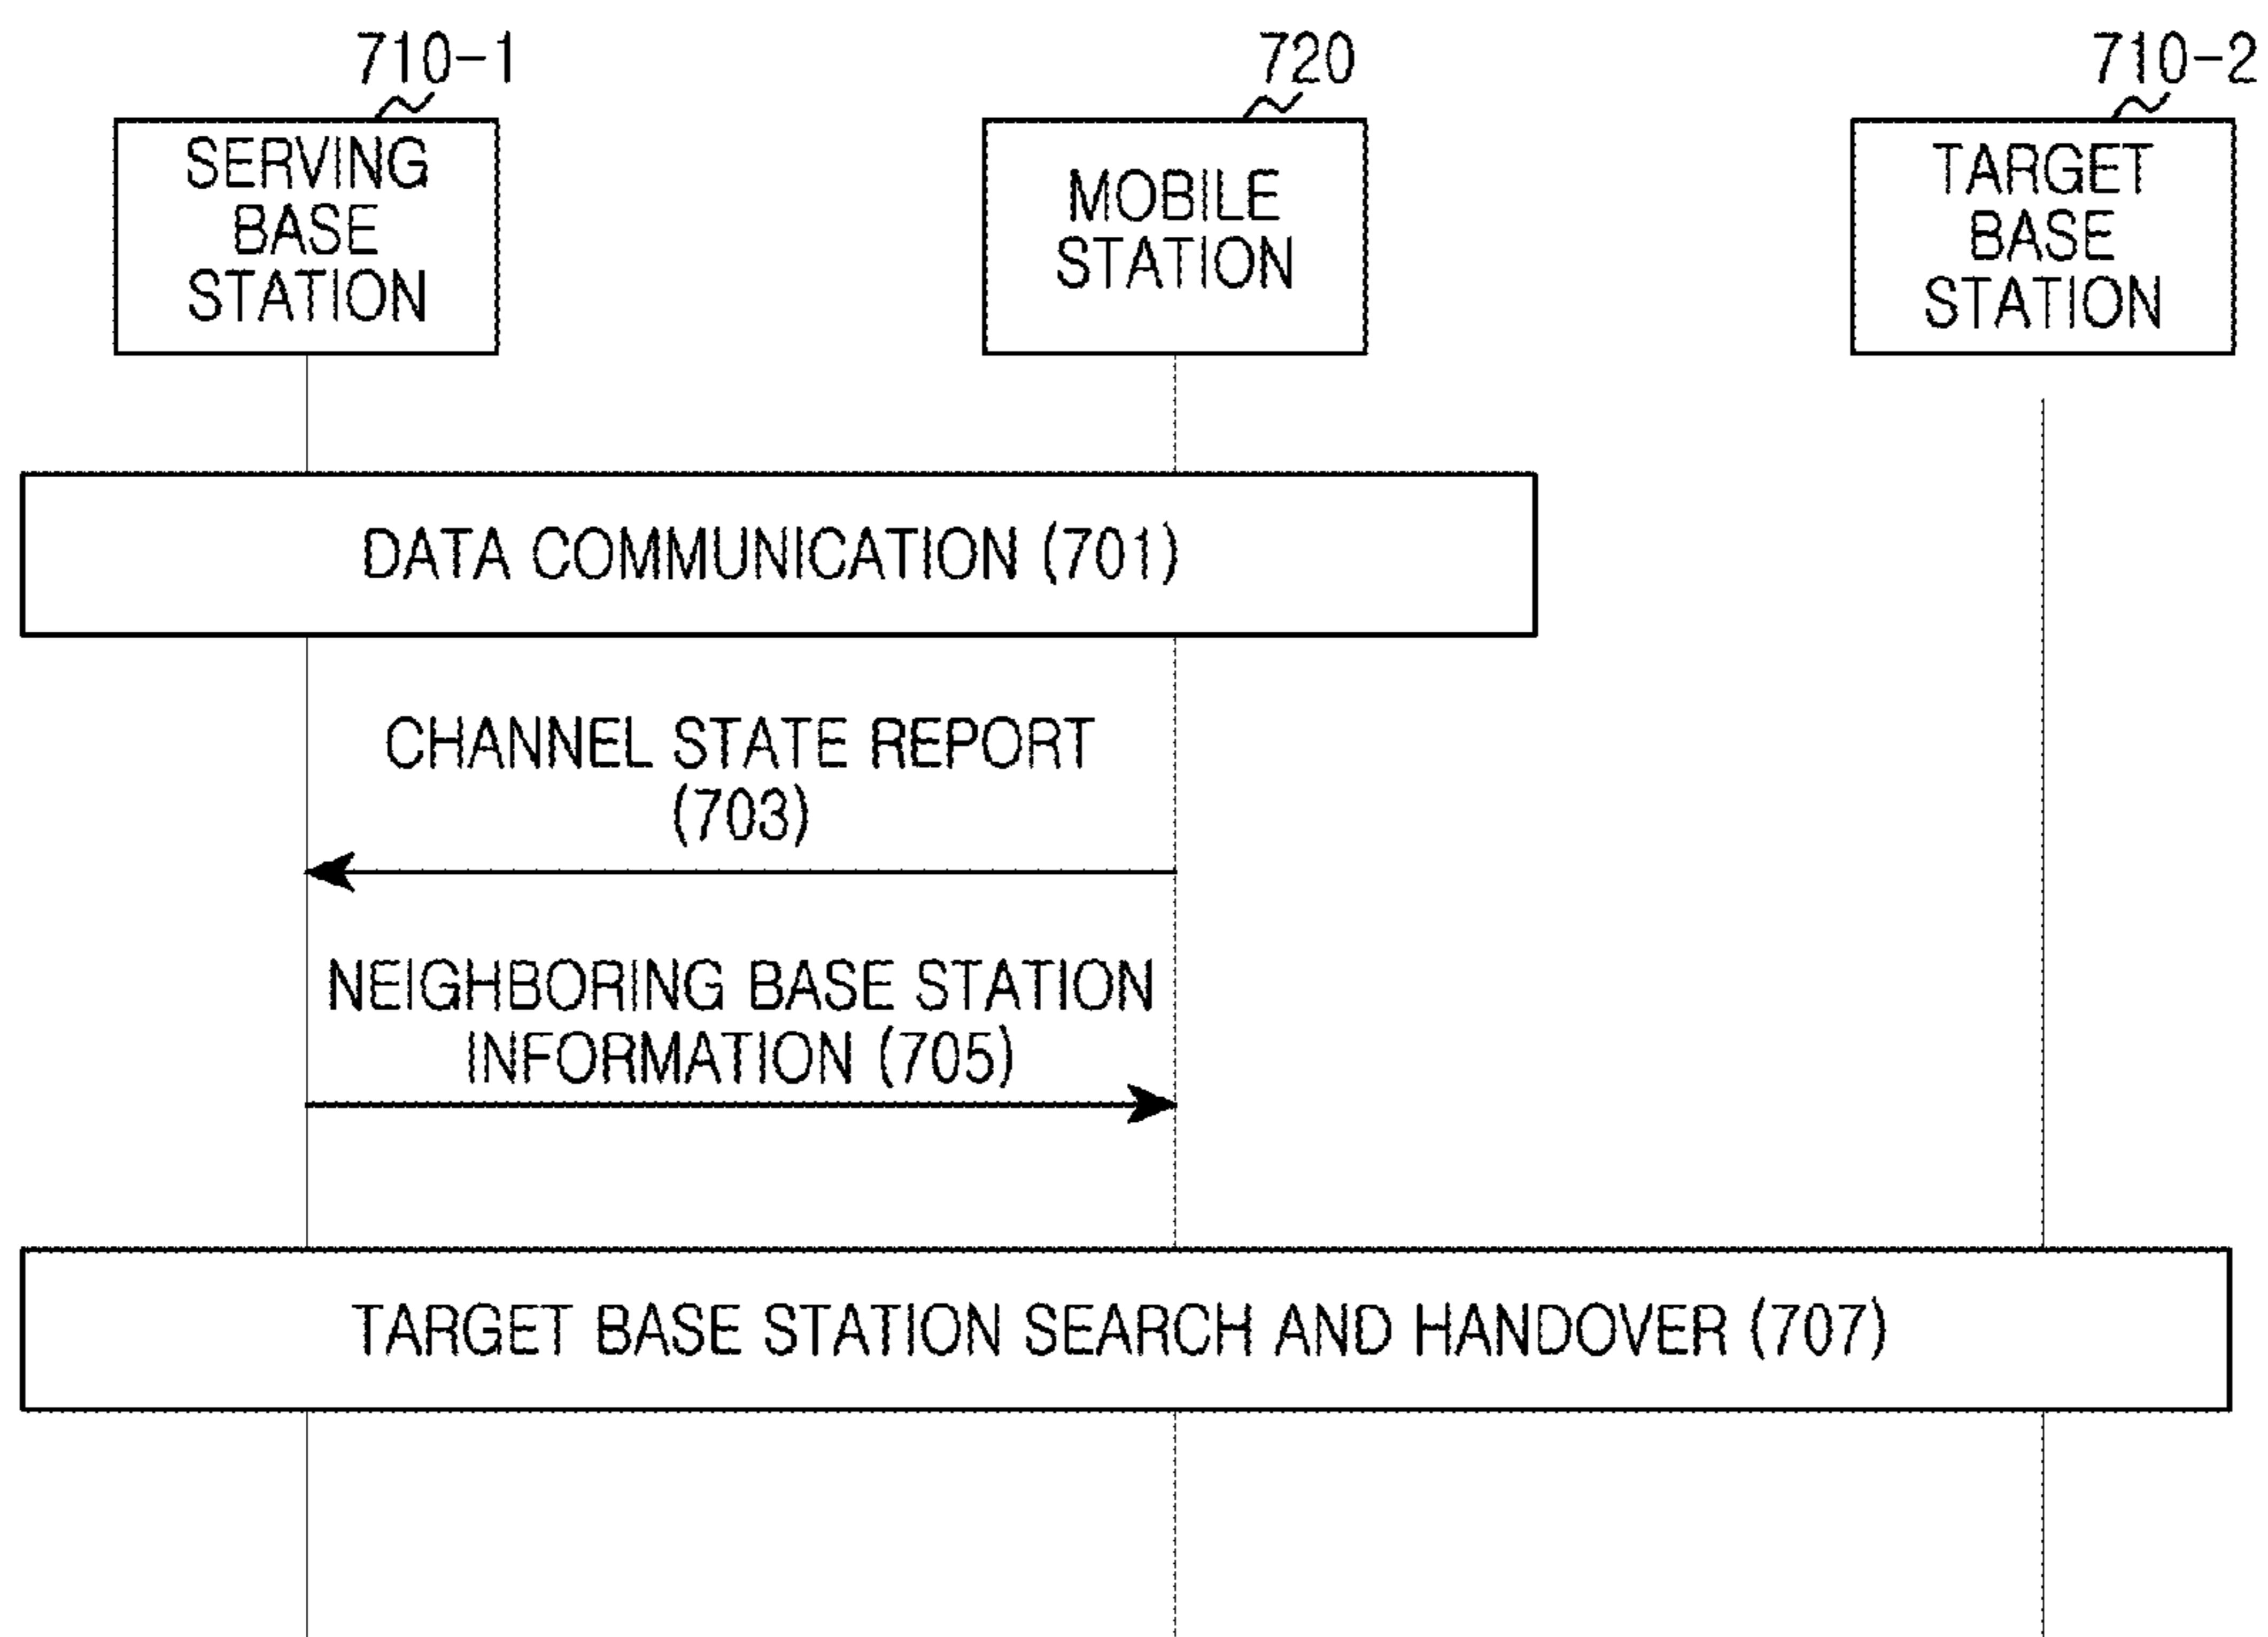 710-1
720
710-2
SERVING
BASE
STATION
MOBILE
STATION
TARGET
BASE
STATION
DATA COMMUNICATION (701)
CHANNEL STATE REPORT
(703)
NEIGHBORING BASE STATION
INFORMATION (705)
TARGET BASE STATION SEARCH AND HANDOVER (707)